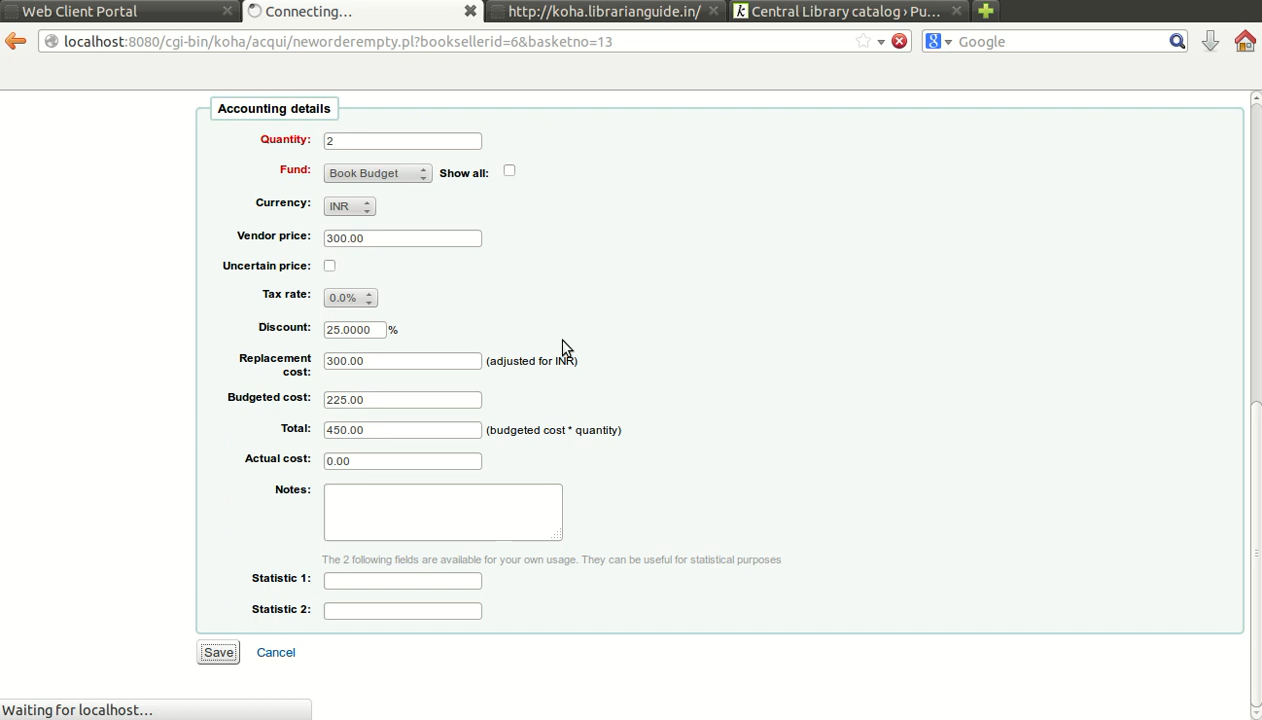 Web Client Portal
Connecting...
http://koha.librarianguide.in/
Central Library catalog › Pu...
localhost:8080/cgi-bin/koha/acqui/neworderempty.pl?booksellerid=6&basketno=13
Google
Accounting details
Quantity: 2
Fund: Book Budget Show all:
Currency: INR
Vendor price: 300.00
Uncertain price:
Tax rate: 0.0%
Discount: 25.0000 %
Replacement cost: 300.00 (adjusted for INR)
Budgeted cost: 225.00
Total: 450.00 (budgeted cost * quantity)
Actual cost: 0.00
Notes:
The 2 following fields are available for your own usage. They can be useful for statistical purposes
Statistic 1:
Statistic 2:
Save Cancel
Waiting for localhost...